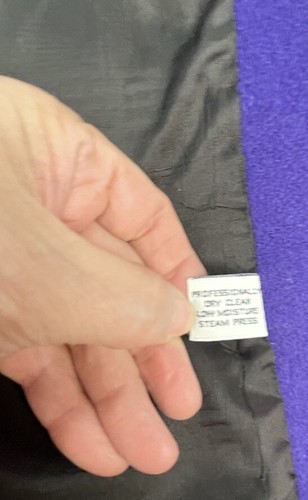 PROFESSIONALLY
DRY CLEAN
LOW MOISTURE
STEAM PRESS